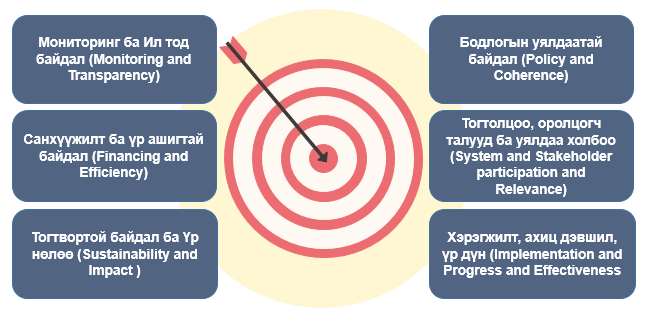 Мониторинг ба Ил тод
байдал (Monitoring and
Transparency)
Санхүүжилт ба үр ашигтай
байдал (Financing and
Efficiency)
Тогтвортой байдал ба Үр
нөлөө (Sustainability and
Impact )
Бодлогын уялдаатай
байдал (Policy and
Coherence)
Тогтолцоо, оролцогч
талууд ба уялдаа холбоо
(System and Stakeholder
participation and
Relevance)
Хэрэгжилт, ахиц дэвшил,
үр дүн (Implementation and
Progress and Effectiveness